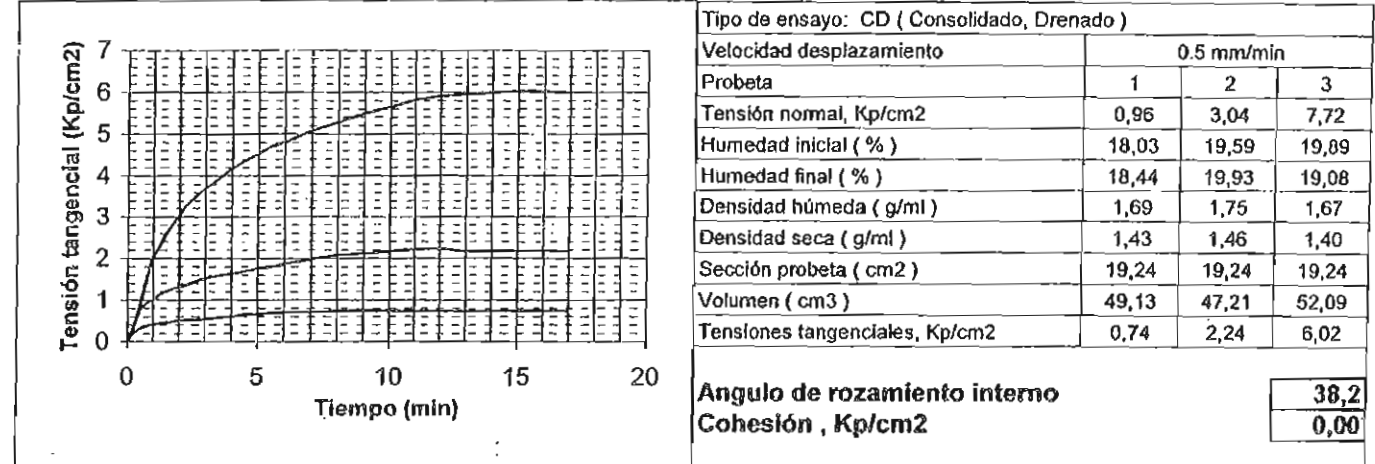 Tensión tangencial (Kp/cm2)
7
6
5
4
3
2
1
0
0 5 10 15 20
Tiempo (min)
Tipo de ensayo: CD ( Consolidado, Drenado )
Velocidad desplazamiento 0.5 mm/min
Probeta 1 2 3
Tensión normal, Kp/cm2 0,96 3,04 7,72
Humedad inicial ( % ) 18,03 19,59 19,89
Humedad final ( % ) 18,44 19,93 19,08
Densidad húmeda ( g/ml ) 1,69 1,75 1,67
Densidad seca ( g/ml ) 1,43 1,46 1,40
Sección probeta ( cm2 ) 19,24 19,24 19,24
Volumen ( cm3 ) 49,13 47,21 52,09
Tensiones tangenciales, Kp/cm2 0,74 2,24 6,02
Angulo de rozamiento interno 38,2
Cohesión , Kp/cm2 0,00